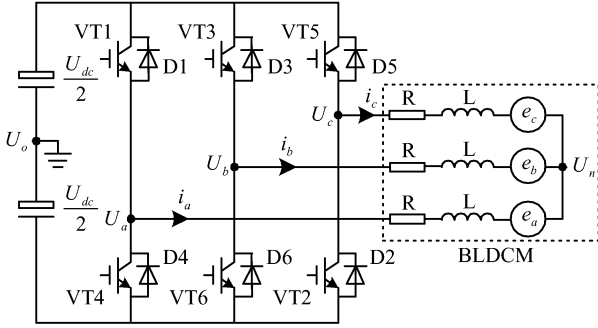 VT1 VT3 VT5
D1 D3 D5
U_dc
2
U_o
U_dc
2
U_c i_c R L e_c
U_b i_b R L e_b U_n
U_a i_a R L e_a
D4 D6 D2
VT4 VT6 VT2
BLDCM